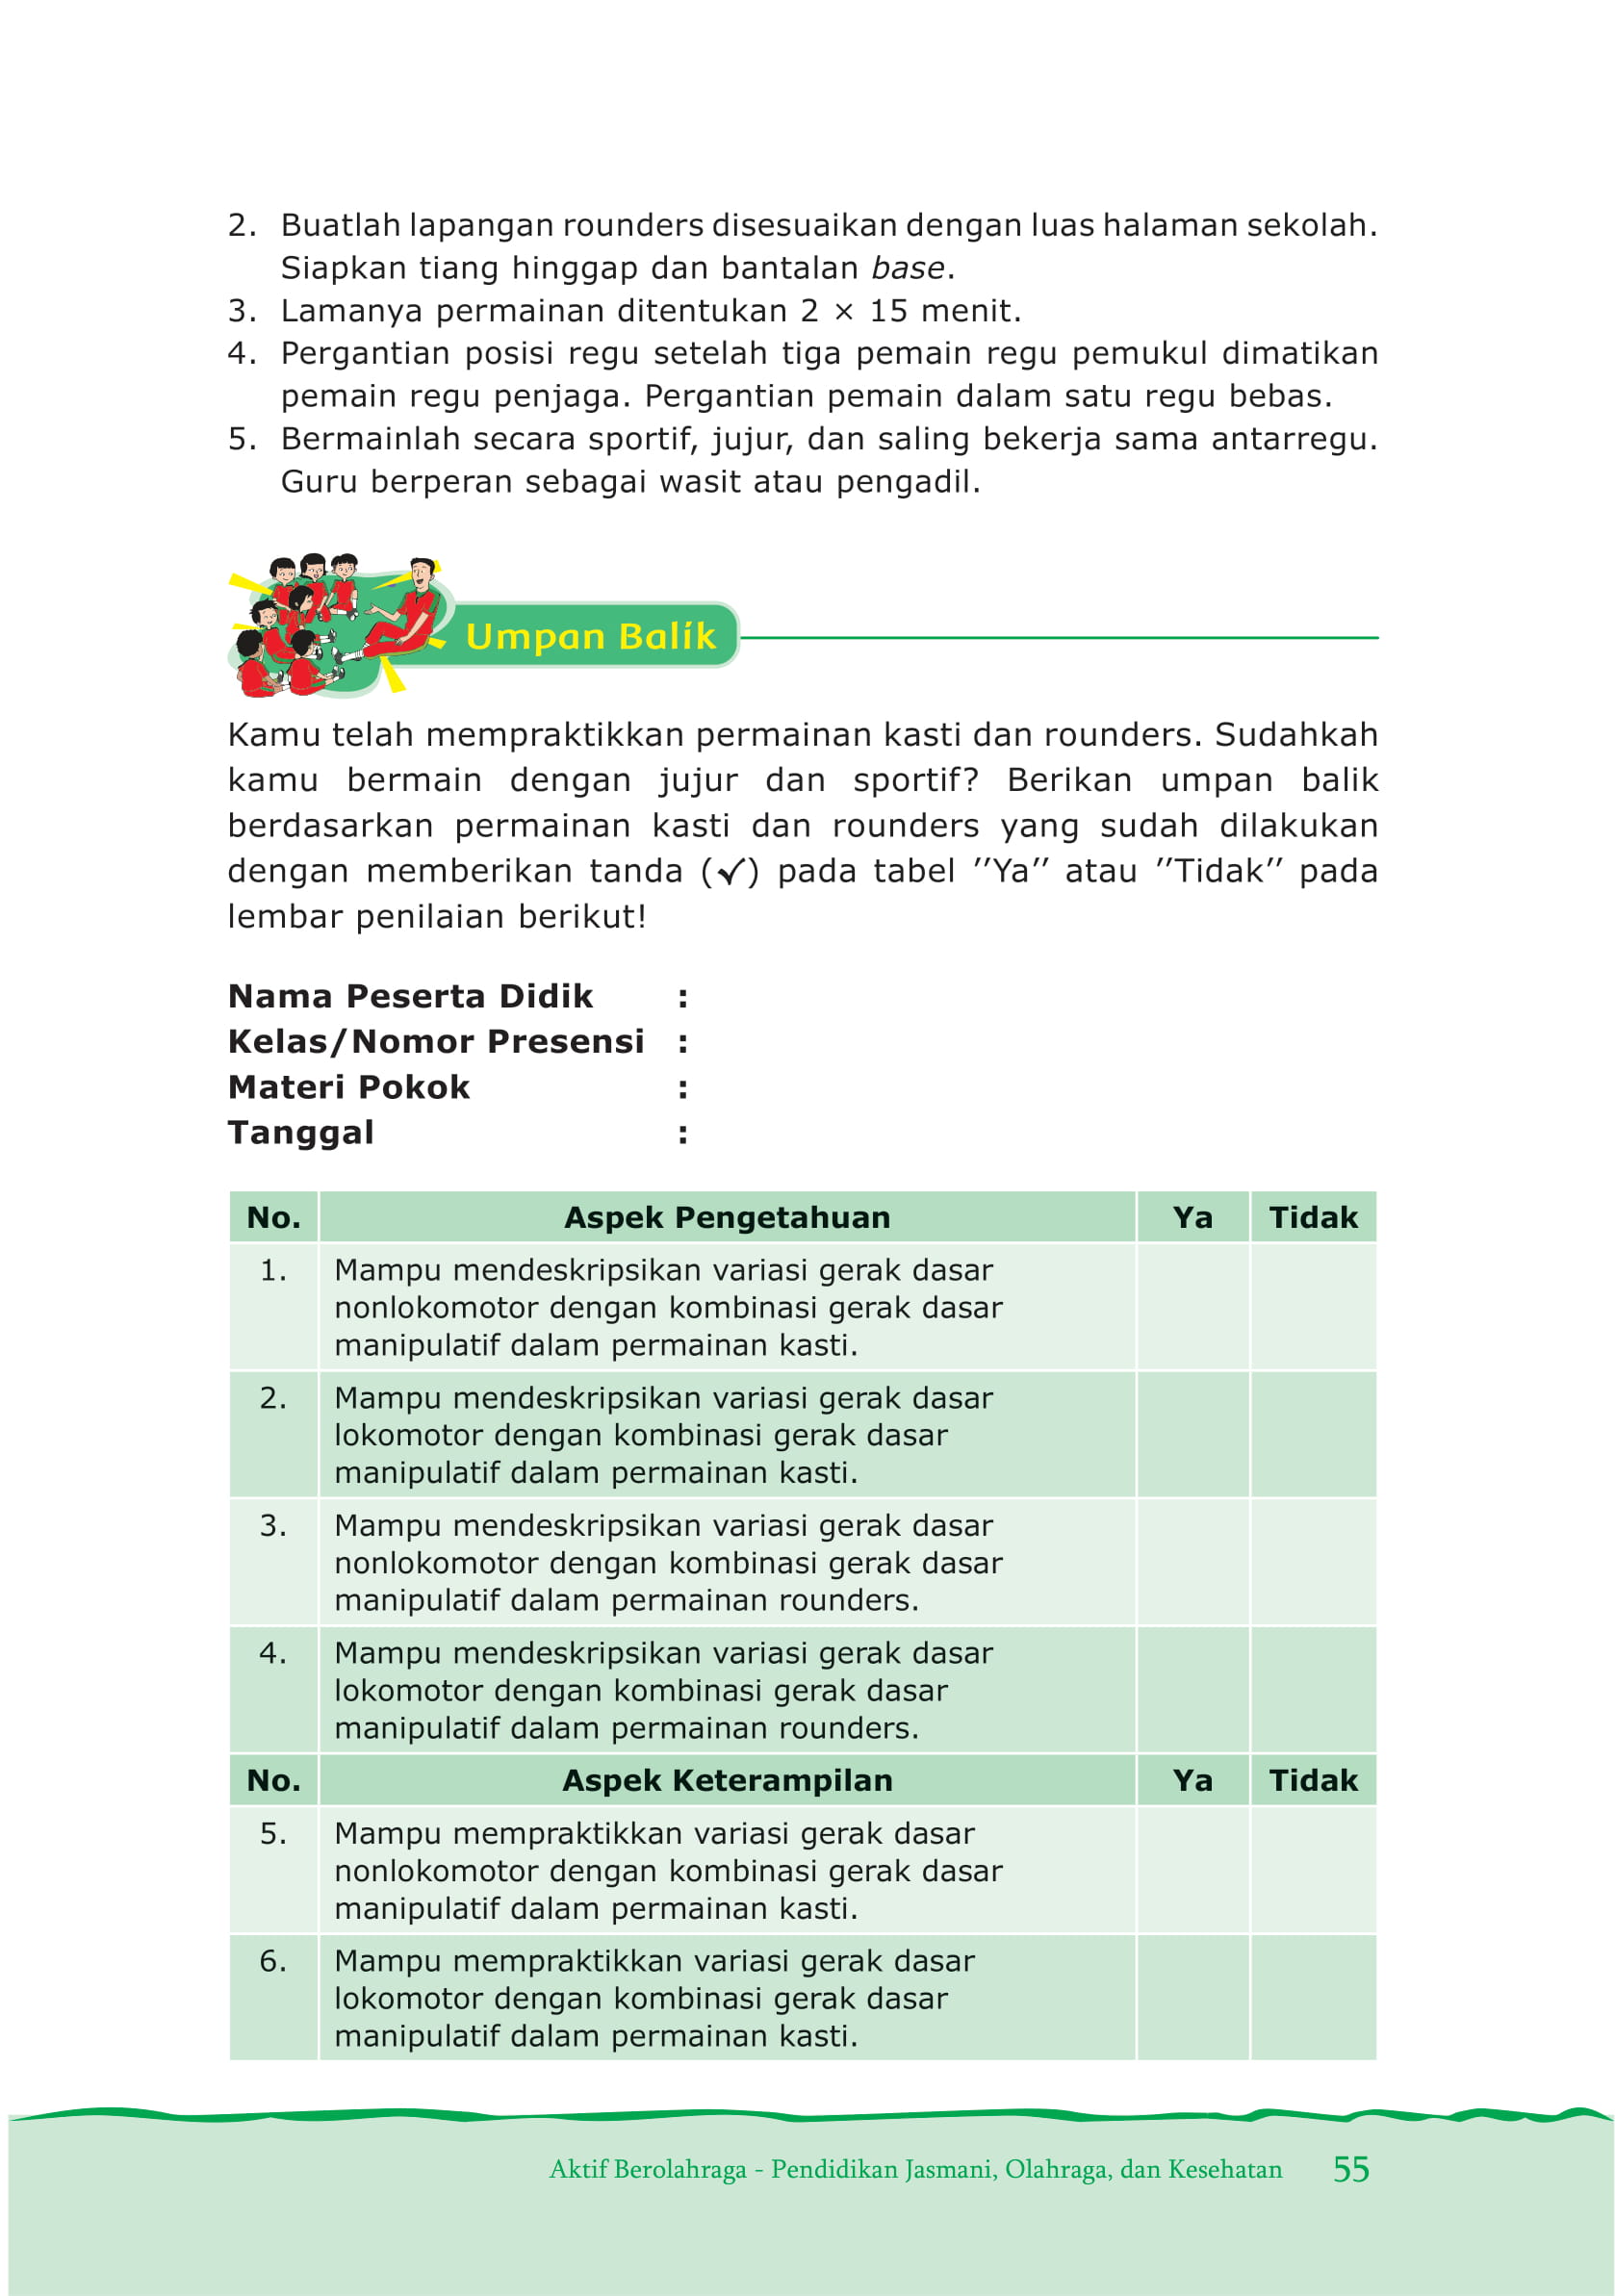 2. Buatlah lapangan rounders disesuaikan dengan luas halaman sekolah.
Siapkan tiang hinggap dan bantalan base.
3. Lamanya permainan ditentukan 2 × 15 menit.
4. Pergantian posisi regu setelah tiga pemain regu pemukul dimatikan
pemain regu penjaga. Pergantian pemain dalam satu regu bebas.
5. Bermainlah secara sportif, jujur, dan saling bekerja sama antarregu.
Guru berperan sebagai wasit atau pengadil.
Umpan Balik
Kamu telah mempraktikkan permainan kasti dan rounders. Sudahkah
kamu bermain dengan jujur dan sportif? Berikan umpan balik
berdasarkan permainan kasti dan rounders yang sudah dilakukan
dengan memberikan tanda (✓) pada tabel ″Ya″ atau ″Tidak″ pada
lembar penilaian berikut!
Nama Peserta Didik :
Kelas/Nomor Presensi :
Materi Pokok :
Tanggal :
No. Aspek Pengetahuan Ya Tidak
1. Mampu mendeskripsikan variasi gerak dasar
nonlokomotor dengan kombinasi gerak dasar
manipulatif dalam permainan kasti.
2. Mampu mendeskripsikan variasi gerak dasar
lokomotor dengan kombinasi gerak dasar
manipulatif dalam permainan kasti.
3. Mampu mendeskripsikan variasi gerak dasar
nonlokomotor dengan kombinasi gerak dasar
manipulatif dalam permainan rounders.
4. Mampu mendeskripsikan variasi gerak dasar
lokomotor dengan kombinasi gerak dasar
manipulatif dalam permainan rounders.
No. Aspek Keterampilan Ya Tidak
5. Mampu mempraktikkan variasi gerak dasar
nonlokomotor dengan kombinasi gerak dasar
manipulatif dalam permainan kasti.
6. Mampu mempraktikkan variasi gerak dasar
lokomotor dengan kombinasi gerak dasar
manipulatif dalam permainan kasti.
Aktif Berolahraga - Pendidikan Jasmani, Olahraga, dan Kesehatan 55